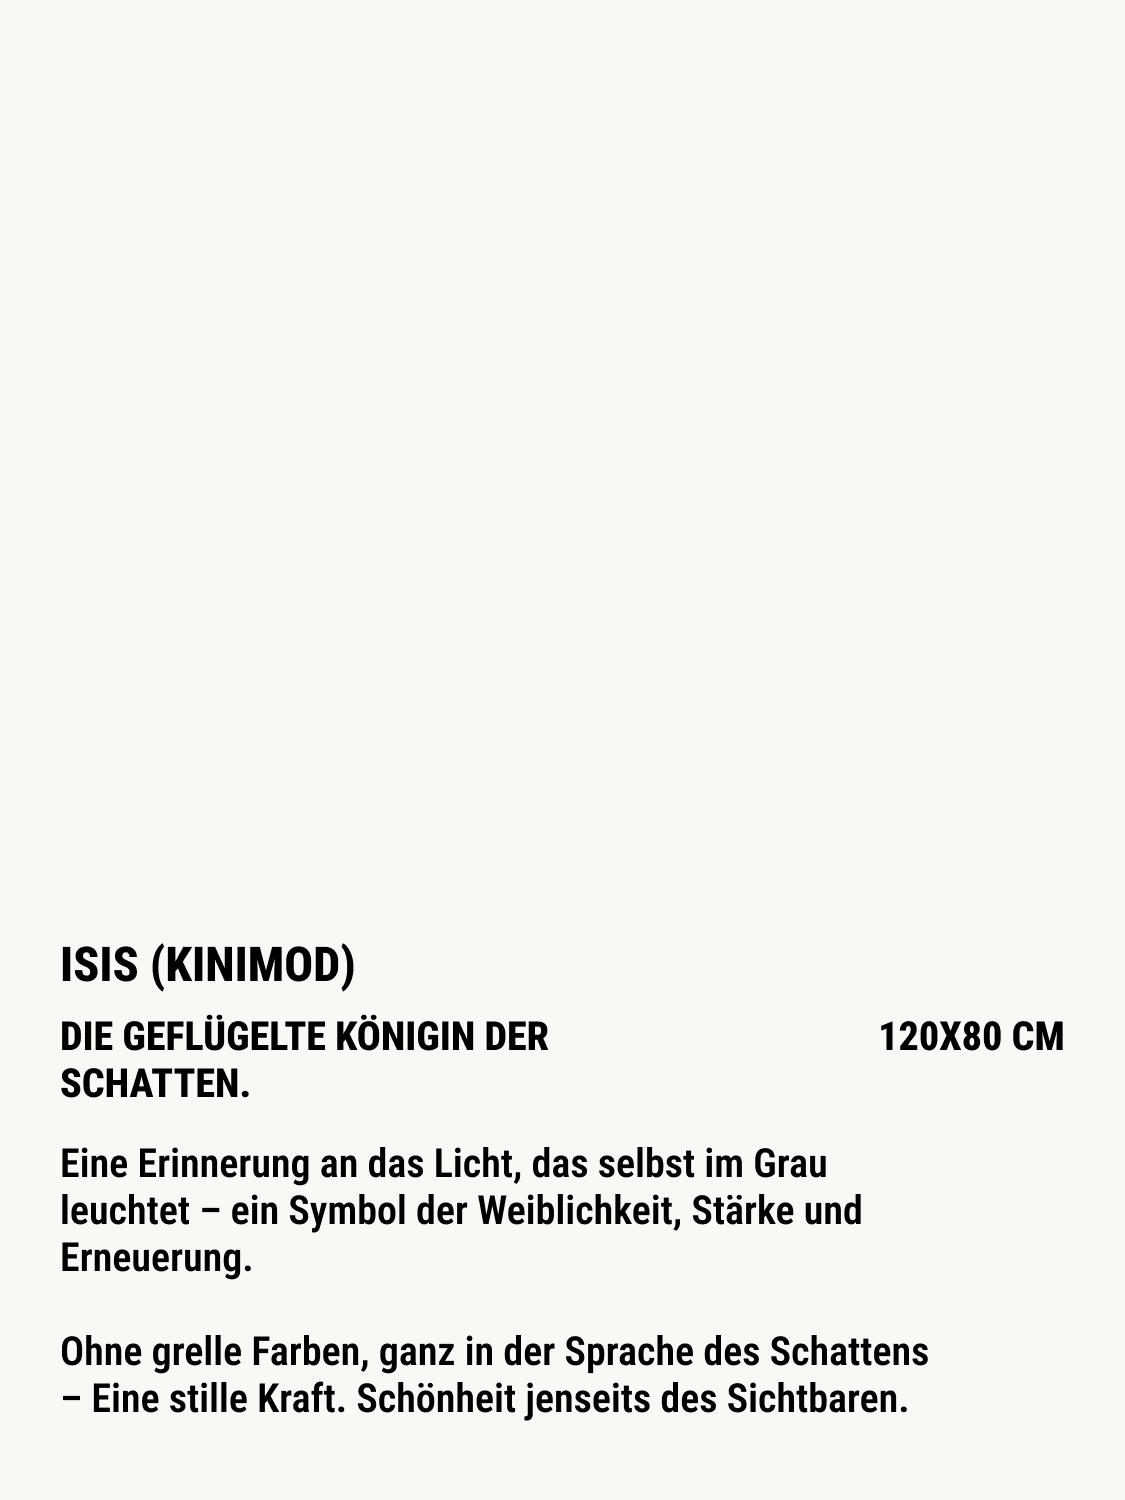 ISIS (KINIMOD)
DIE GEFLÜGELTE KÖNIGIN DER
SCHATTEN.
120X80 CM
Eine Erinnerung an das Licht, das selbst im Grau
leuchtet – ein Symbol der Weiblichkeit, Stärke und
Erneuerung.
Ohne grelle Farben, ganz in der Sprache des Schattens
– Eine stille Kraft. Schönheit jenseits des Sichtbaren.